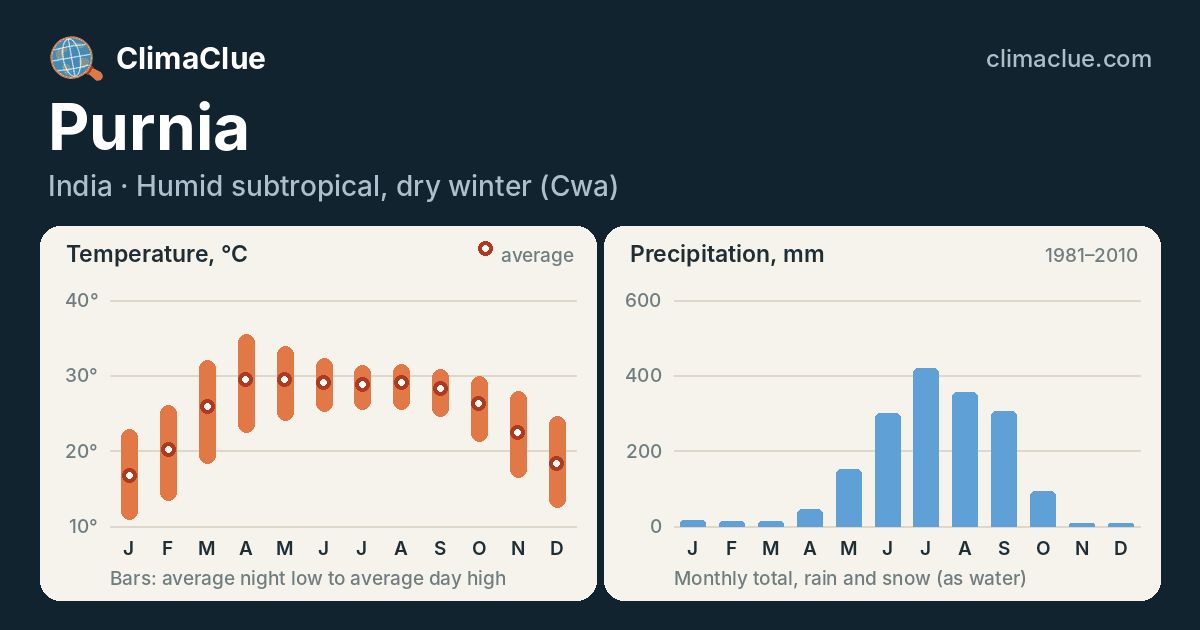 ClimaClue
climaclue.com
Purnia
India · Humid subtropical, dry winter (Cwa)
Temperature, °C
average
40°
30°
20°
10°
J F M A M J J A S O N D
Bars: average night low to average day high
Precipitation, mm
1981–2010
600
400
200
0
J F M A M J J A S O N D
Monthly total, rain and snow (as water)